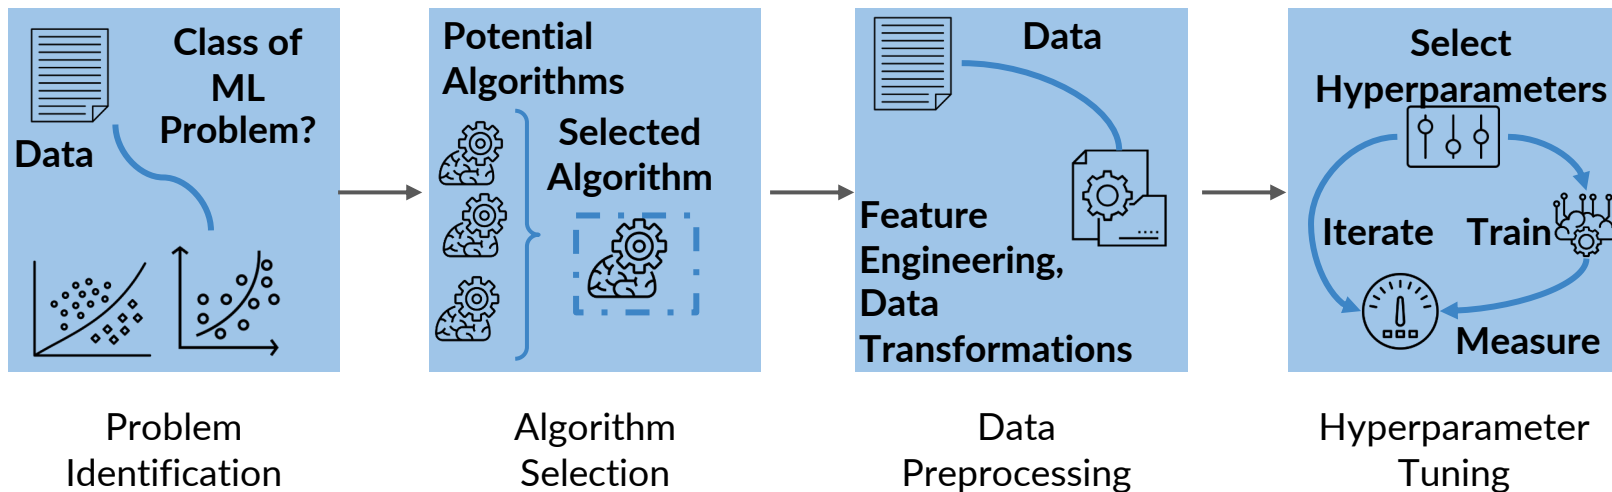 Class of
ML
Problem?
Data
Problem
Identification
Potential
Algorithms
Selected
Algorithm
Algorithm
Selection
Data
Feature
Engineering,
Data
Transformations
Data
Preprocessing
Select
Hyperparameters
Iterate
Train
Measure
Hyperparameter
Tuning